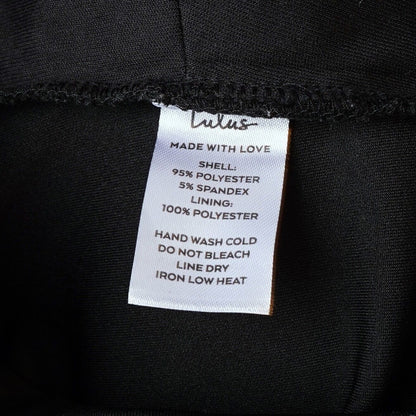 Lulus
MADE WITH LOVE
SHELL:
95% POLYESTER
5% SPANDEX
LINING:
100% POLYESTER
HAND WASH COLD
DO NOT BLEACH
LINE DRY
IRON LOW HEAT